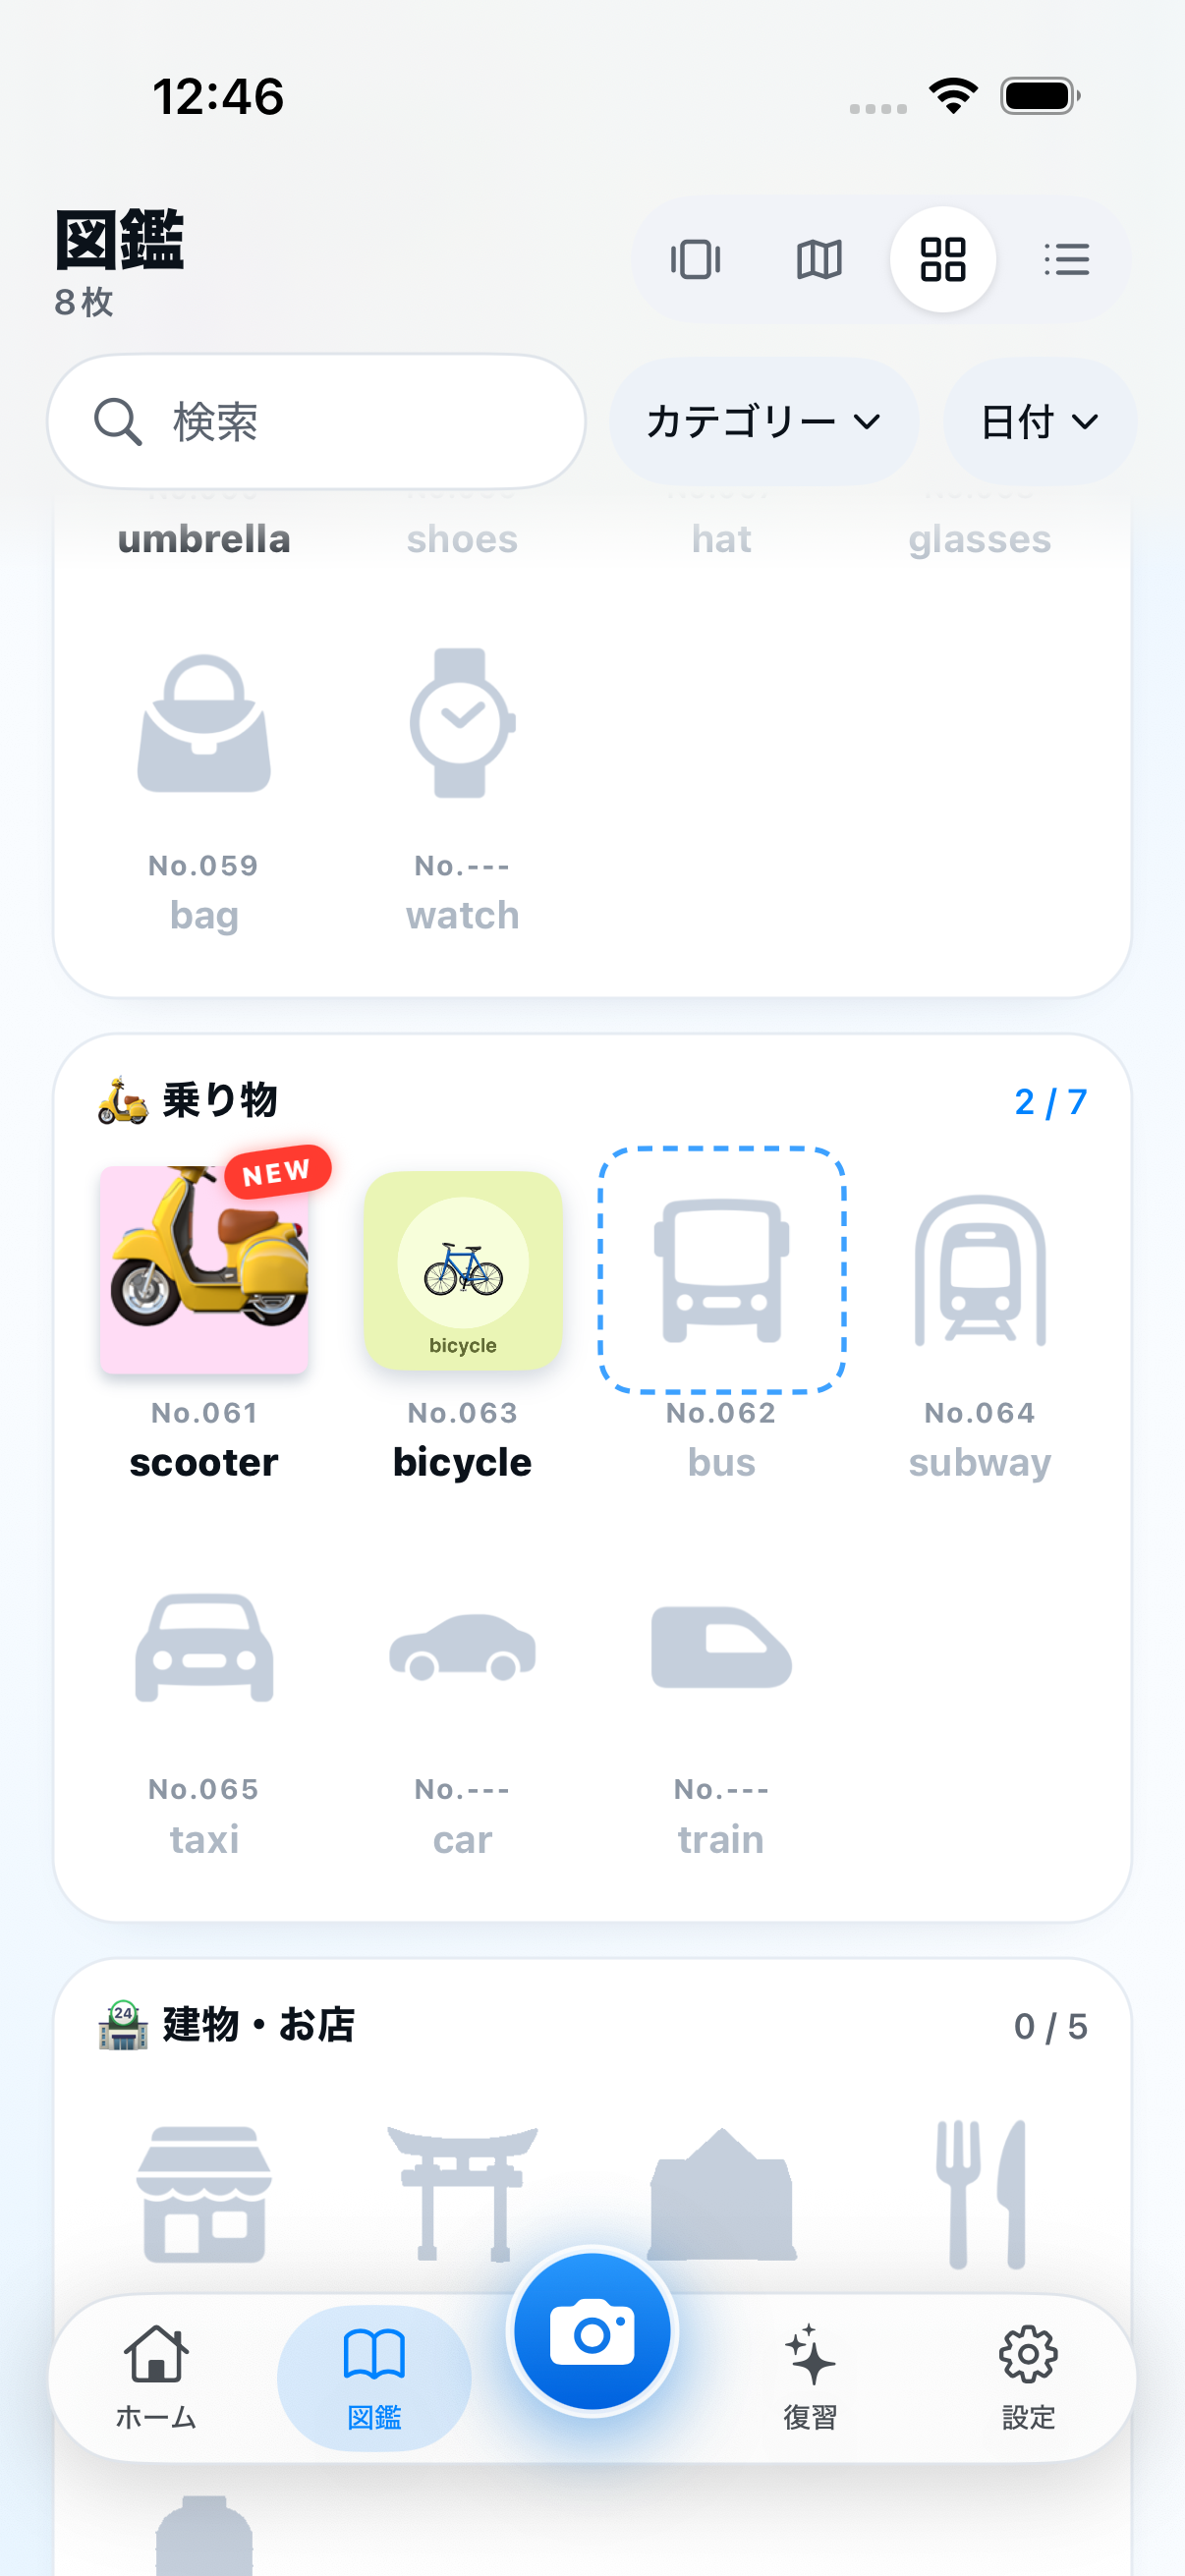 12:46
図鑑
8枚
検索
カテゴリー
日付
umbrella
shoes
hat
glasses
No.059
No.---
bag
watch
乗り物
2 / 7
NEW
bicycle
No.061
No.063
No.062
No.064
scooter
bicycle
bus
subway
No.065
No.---
No.---
taxi
car
train
24
建物・お店
0 / 5
ホーム
図鑑
復習
設定